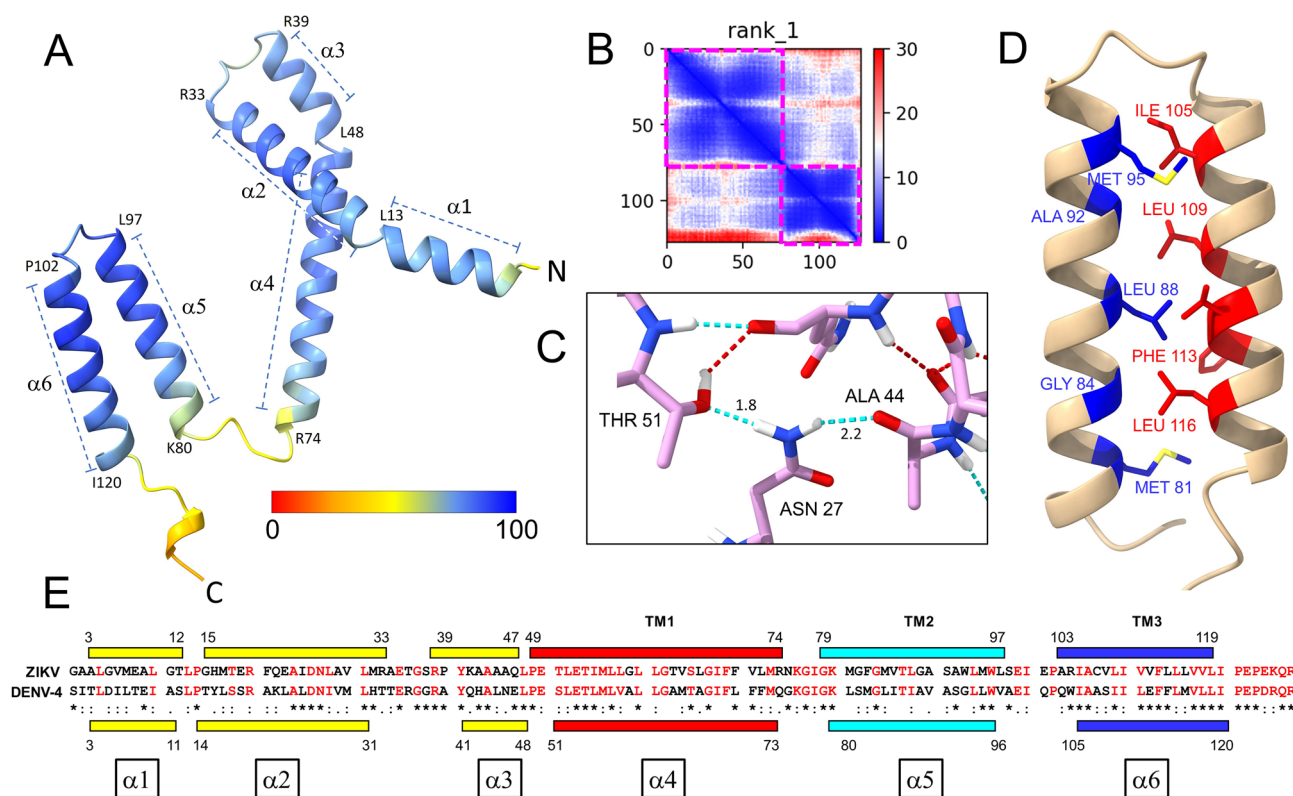 A
R39
α3
R33
L48
α2
L13
α1
N
L97
P102
α5
α4
α6
K80
R74
I120
0
100
C
B
rank_1
0
50
100
0
50
100
30
20
10
0
C
THR 51
1.8
ALA 44
2.2
ASN 27
D
ILE 105
MET 95
ALA 92
LEU 109
LEU 88
PHE 113
GLY 84
LEU 116
MET 81
E
TM1 TM2 TM3
3 12 15 33 39 47 49 74 79 97 103 119
ZIKV GAALGVMEAL GTLPGHMTERF QEAIDNLAVL MRAETGSRP YKAAAAQLPE TLETIMLLGL LGTVSLGIFF VLMRNKGIGK MGFGMVTLGA SAWLMWLSEI EPARIACVLI VVFLLLVVLI PEPEKQR
DENV-4 SITLDILTEI ASLPTYLSSR AKLALDNIVML HTTERGGRA YQHALNELPE SLETLMLVAL LGAMTAGIFL FFMQGKGIGK LSMGLITIAV ASGLLWVAEI QPQWIAASII LEFFLMVLLI PEPDRQR
3 11 14 31 41 48 51 73 80 96 105 120
α1 α2 α3 α4 α5 α6